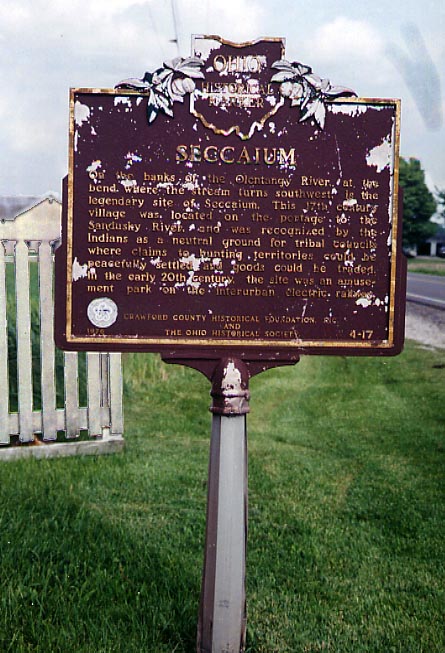 OHIO
HISTORICAL
MARKER
SECCAIUM
On the banks of the Olentangy River, at the
bend where the stream turns southwest, is the
legendary site of Seccaium. This 17th century
village was located on the portage to the
Sandusky River and was recognized by the
Indians as a neutral ground for tribal councils
where claims to hunting territories could be
peacefully settled and goods could be traded.
In the early 20th century, the site was an amuse-
ment park on the interurban electric railway.
CRAWFORD COUNTY HISTORICAL FOUNDATION, INC.
AND
1976 THE OHIO HISTORICAL SOCIETY 4-17